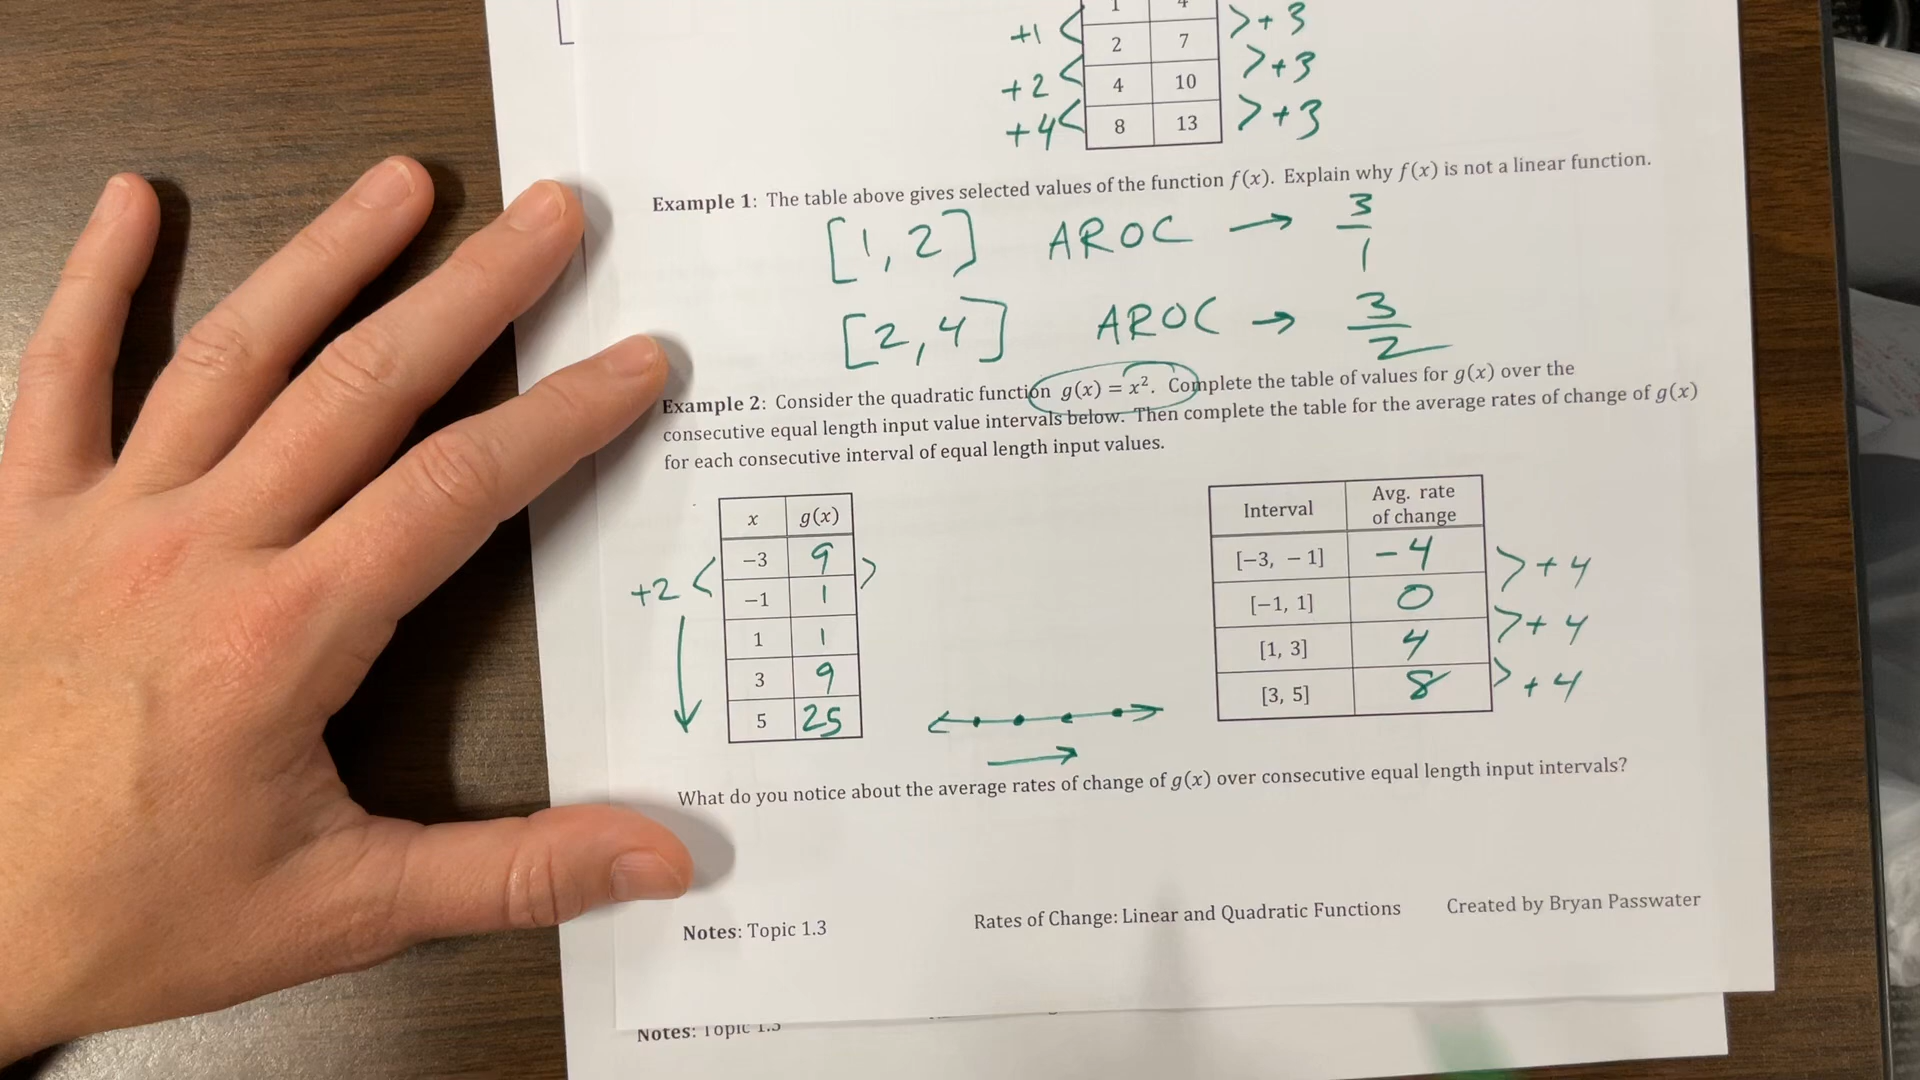 1 4
+1 < 2 7 > + 3
+2 < 4 10 > + 3
+4 < 8 13 > + 3
Example 1: The table above gives selected values of the function f(x). Explain why f(x) is not a linear function.
[1, 2] AROC → 3/1
[2, 4] AROC → 3/2
Example 2: Consider the quadratic function g(x) = x². Complete the table of values for g(x) over the
consecutive equal length input value intervals below. Then complete the table for the average rates of change of g(x)
for each consecutive interval of equal length input values.
x g(x)
−3 9
+2 < >
−1 1
1 1
3 9
5 25
Interval Avg. rate
of change
[−3, −1] −4
> + 4
[−1, 1] 0
> + 4
[1, 3] 4
> + 4
[3, 5] 8
What do you notice about the average rates of change of g(x) over consecutive equal length input intervals?
Notes: Topic 1.3 Rates of Change: Linear and Quadratic Functions Created by Bryan Passwater
Notes: Topic 1.3